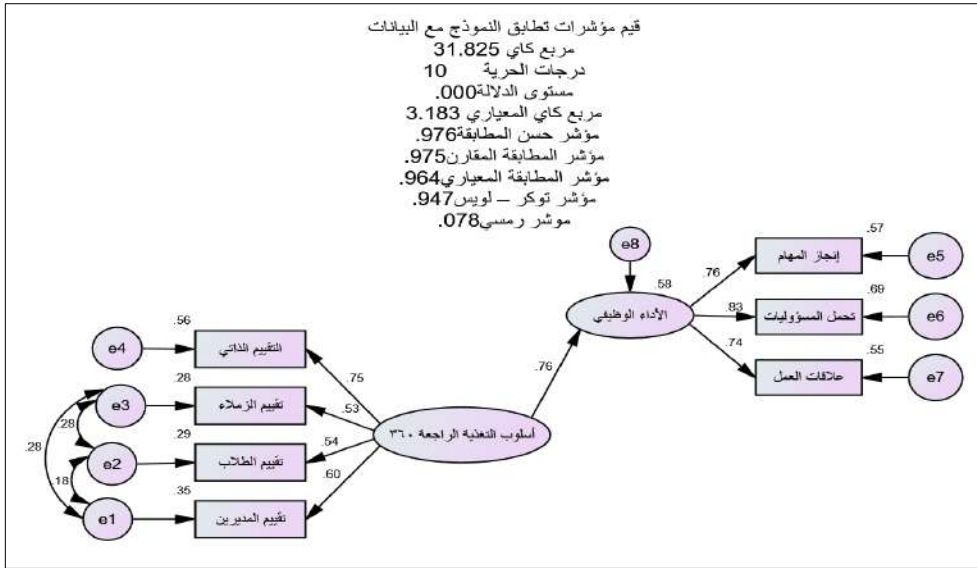 قيم مؤشرات تطابق النموذج مع البيانات
مربع كاي 31.825
درجات الحرية 10
مستوى الدلالة000.
مربع كاي المعياري 3.183
مؤشر حسن المطابقة976.
مؤشر المطابقة المقارن975.
مؤشر المطابقة المعياري964.
مؤشر توكر – لويس947.
موشر رمسي078.
e8
.58
الأداء الوظيفي
.57
إنجاز المهام
e5
.76
.69
تحمل المسؤوليات
e6
.83
.55
علاقات العمل
e7
.74
.76
أسلوب التغذية الراجعة ٣٦٠
.56
التقييم الذاتي
e4
.75
.28
تقييم الزملاء
e3
.53
.29
تقييم الطلاب
e2
.54
.35
تقييم المديرين
e1
.60
.28
.28
.18